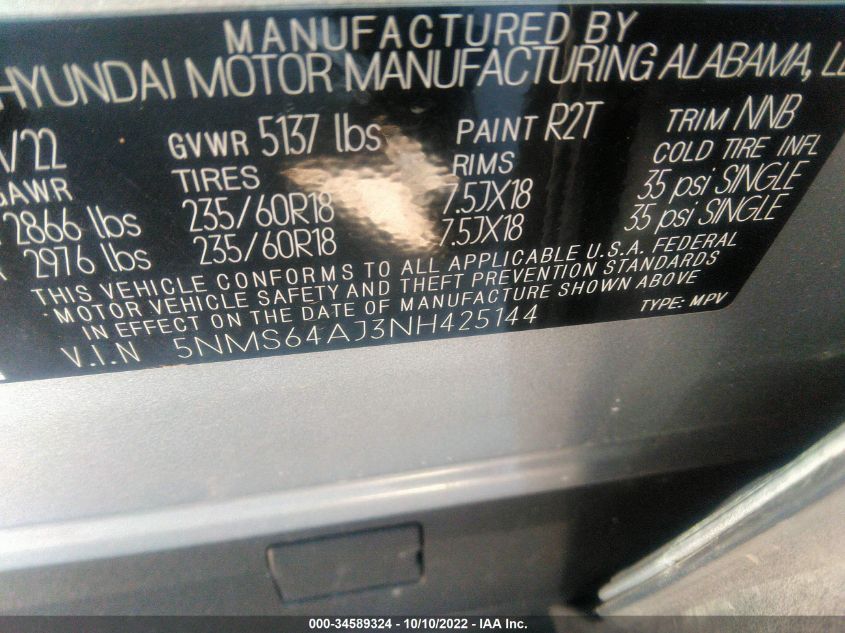 MANUFACTURED BY
HYUNDAI MOTOR MANUFACTURING ALABAMA,
/22 GVWR 5137 lbs PAINT R2T TRIM NNB
GAWR TIRES RIMS COLD TIRE INFL
2866 lbs 235/60R18 7.5JX18 35 psi SINGLE
2976 lbs 235/60R18 7.5JX18 35 psi SINGLE
THIS VEHICLE CONFORMS TO ALL APPLICABLE U.S.A. FEDERAL
MOTOR VEHICLE SAFETY AND THEFT PREVENTION STANDARDS
IN EFFECT ON THE DATE OF MANUFACTURE SHOWN ABOVE
V.I.N 5NMS64AJ3NH425144 TYPE: MPV
000-34589324 - 10/10/2022 - IAA Inc.